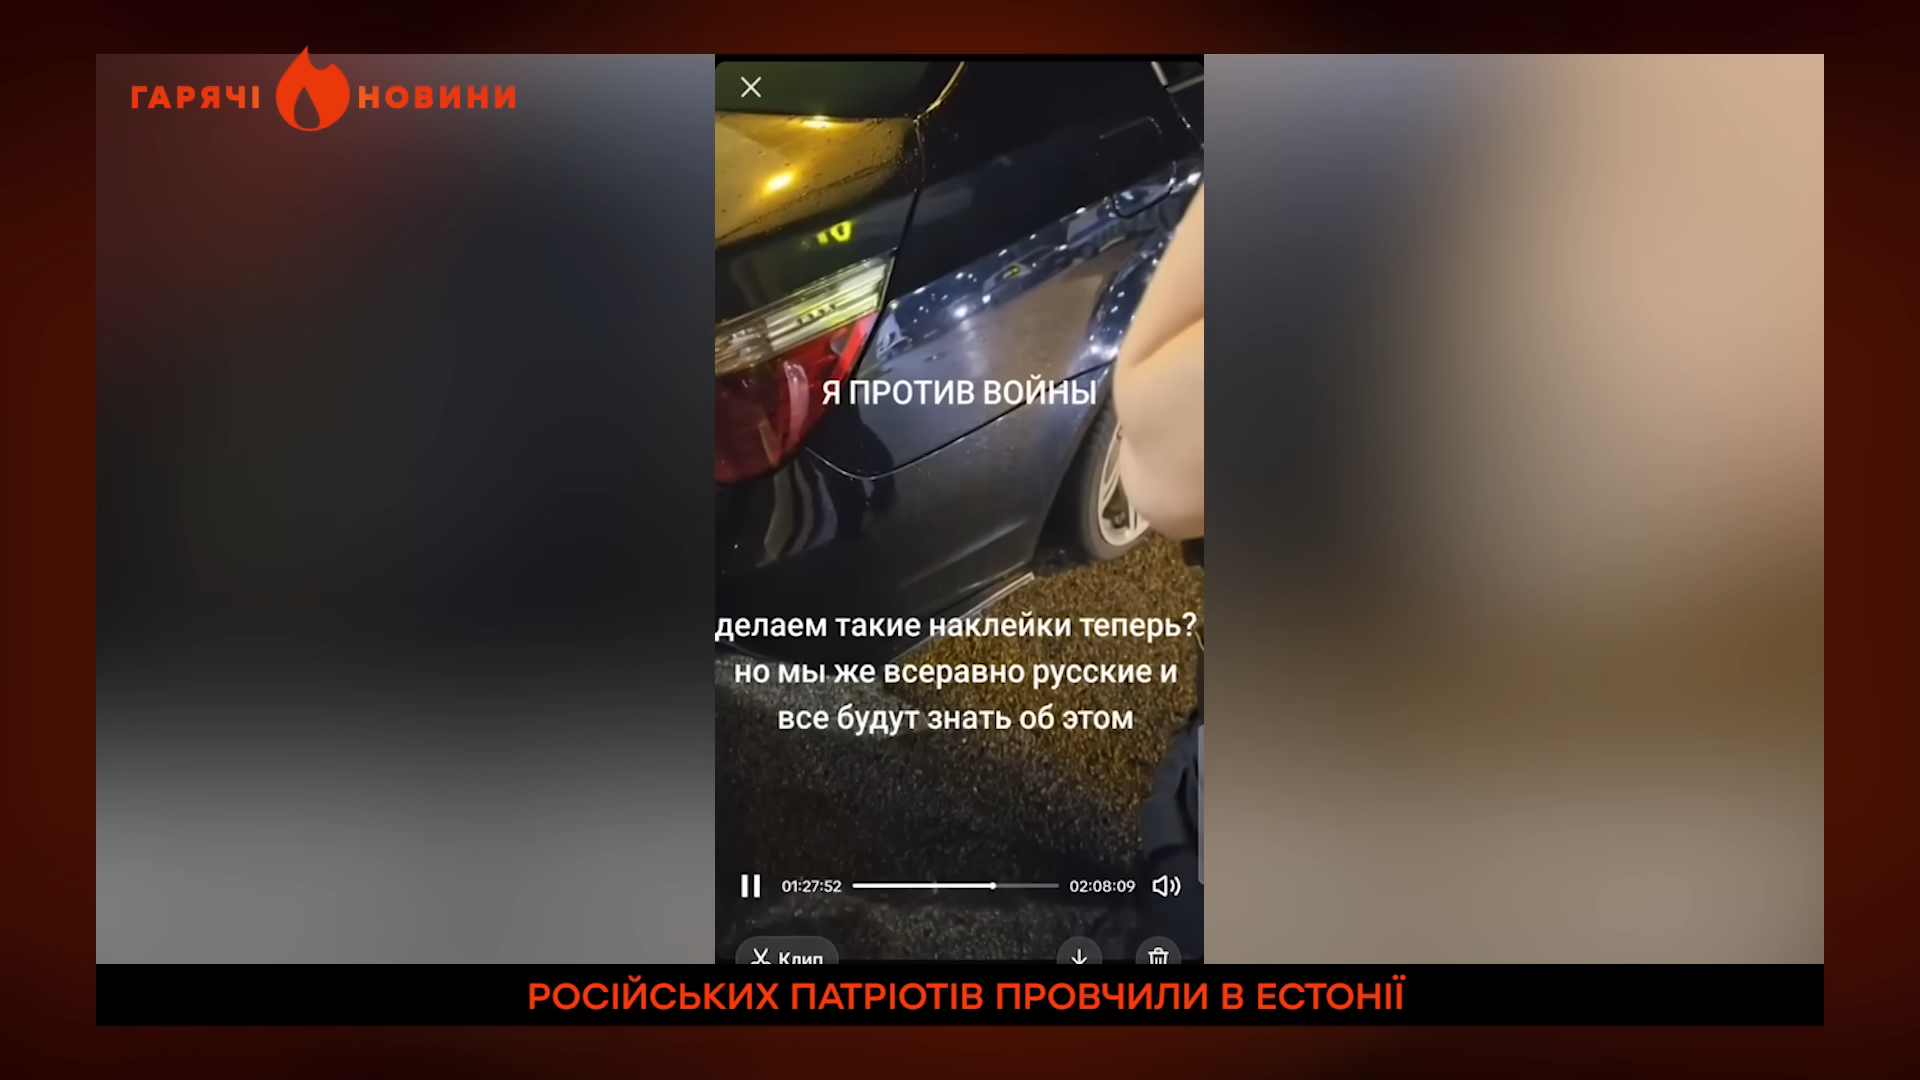 ГАРЯЧІ НОВИНИ
Я ПРОТИВ ВОЙНЫ
делаем такие наклейки теперь?
но мы же всеравно русские и
все будут знать об этом
01:27:52
02:08:09
Клип
РОСІЙСЬКИХ ПАТРІОТІВ ПРОВЧИЛИ В ЕСТОНІЇ